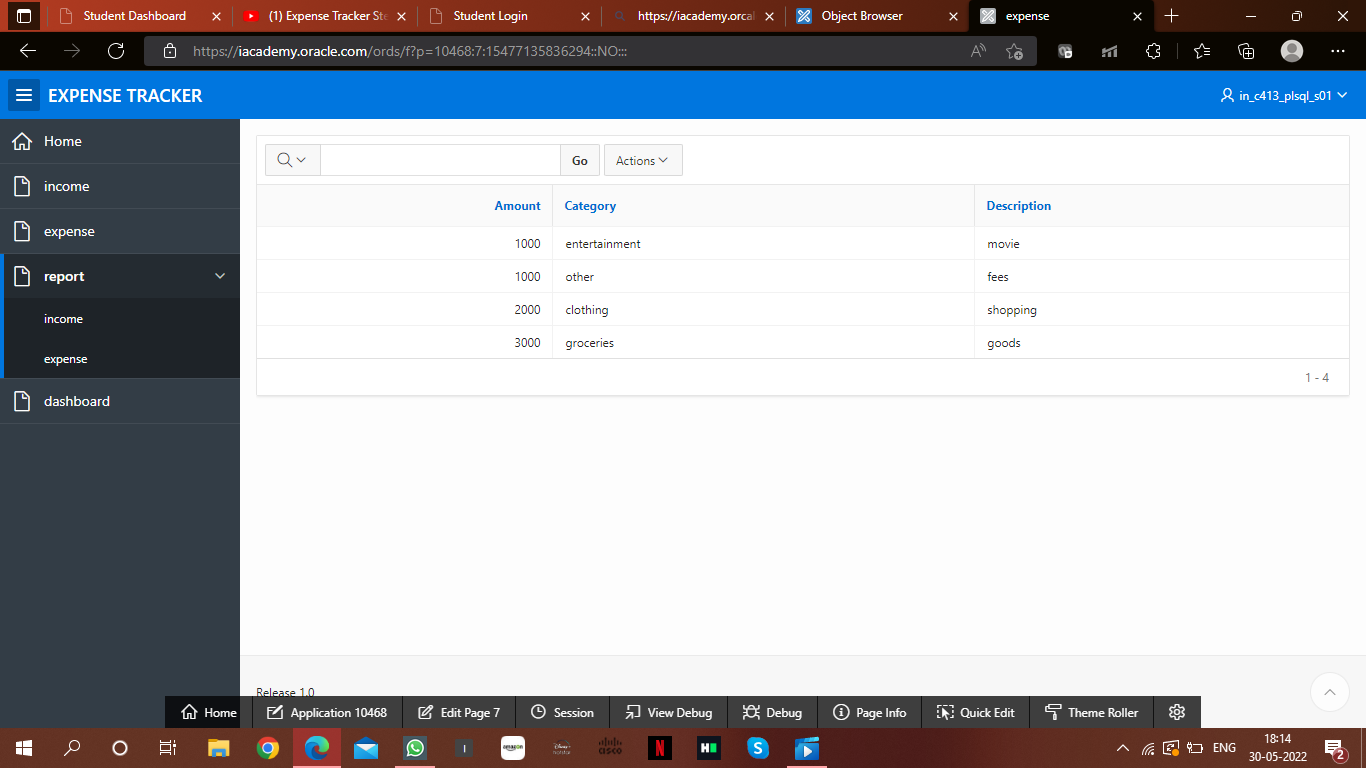 Student Dashboard
(1) Expense Tracker Ste
Student Login
https://iacademy.orcal
Object Browser
expense
https://iacademy.oracle.com/ords/f?p=10468:7:15477135836294::NO:::
EXPENSE TRACKER
in_c413_plsql_s01
Home
income
expense
report
income
expense
dashboard
Go
Actions
Amount Category Description
1000 entertainment movie
1000 other fees
2000 clothing shopping
3000 groceries goods
1 - 4
Release 1.0
Home
Application 10468
Edit Page 7
Session
View Debug
Debug
Page Info
Quick Edit
Theme Roller
amazon
ENG
18:14
30-05-2022
2